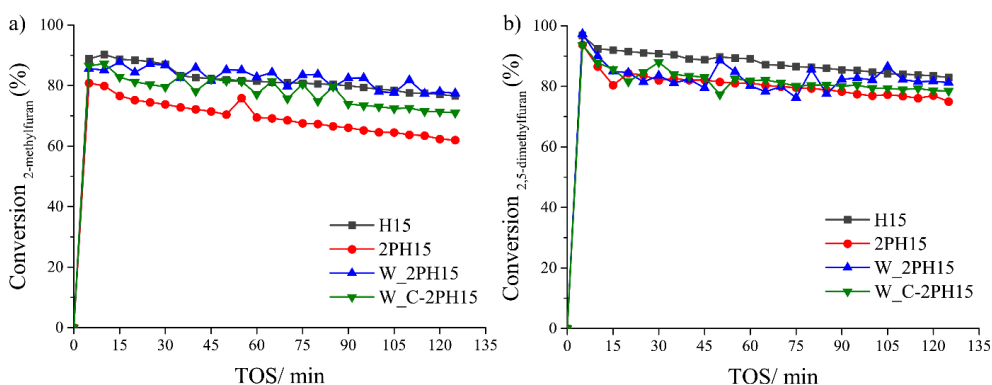 a)
Conversion 2-methylfuran (%)
100
80
60
40
20
0
0 15 30 45 60 75 90 105 120 135
TOS/ min
H15
2PH15
W_2PH15
W_C-2PH15
b)
Conversion 2,5-dimethylfuran (%)
100
80
60
40
20
0
0 15 30 45 60 75 90 105 120 135
TOS/ min
H15
2PH15
W_2PH15
W_C-2PH15